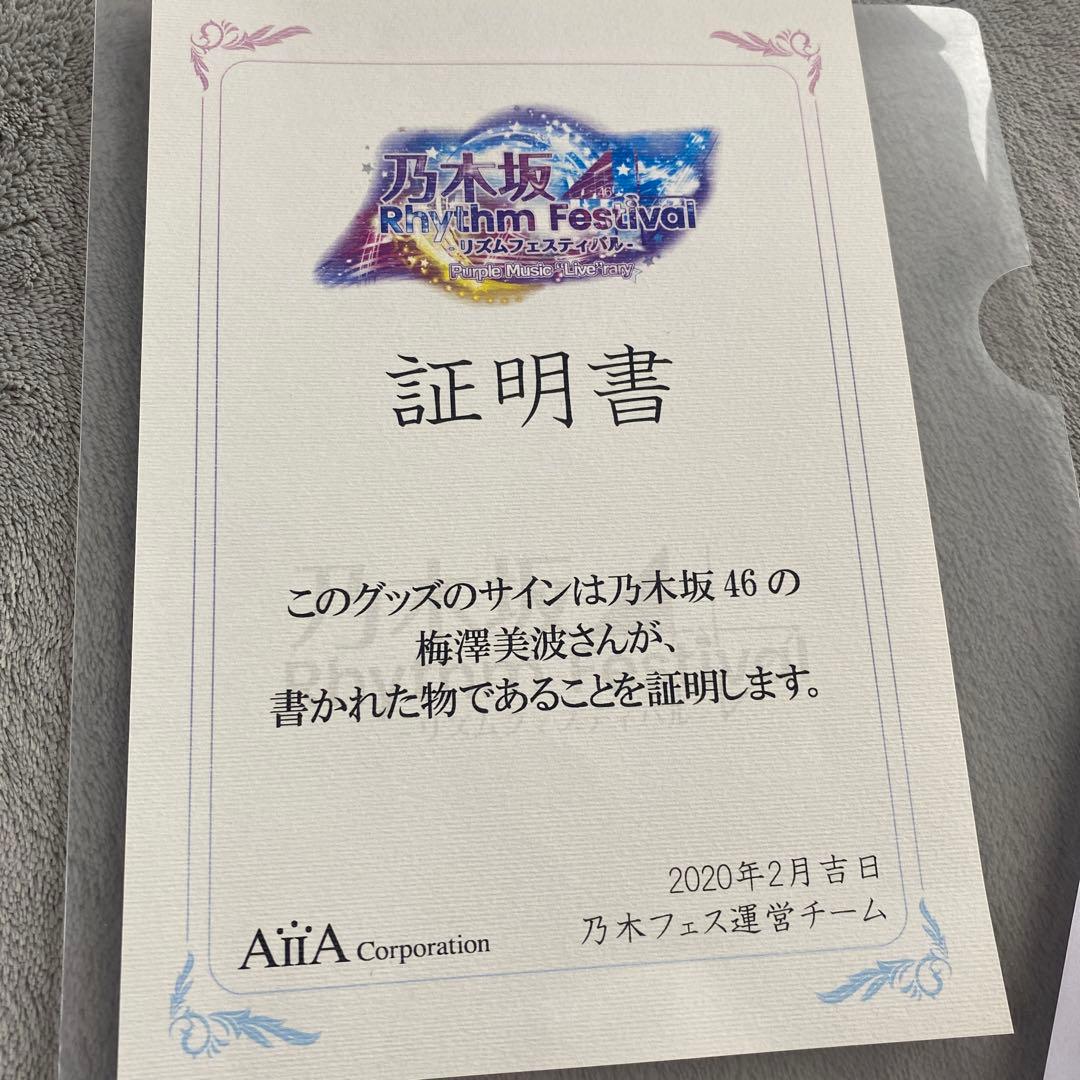 乃木坂46
Rhythm Festival
-リズムフェスティバル-
Purple Music "Live"rary
証明書
このグッズのサインは乃木坂46の
梅澤美波さんが、
書かれた物であることを証明します。
2020年2月吉日
乃木フェス運営チーム
AiiA Corporation